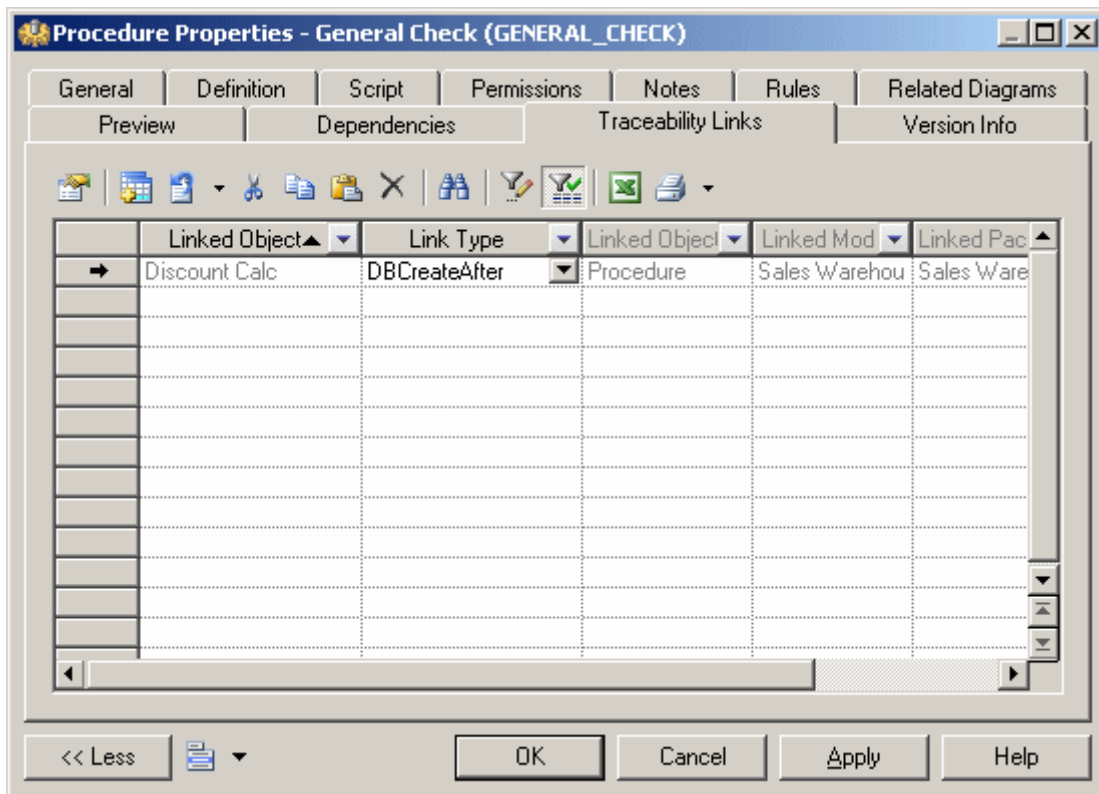 Procedure Properties - General Check (GENERAL_CHECK)
General Definition Script Permissions Notes Rules Related Diagrams
Preview Dependencies Traceability Links Version Info
Linked Object Link Type Linked Object Linked Mod Linked Pac
Discount Calc DBCreateAfter Procedure Sales Warehou Sales Ware
<< Less OK Cancel Apply Help